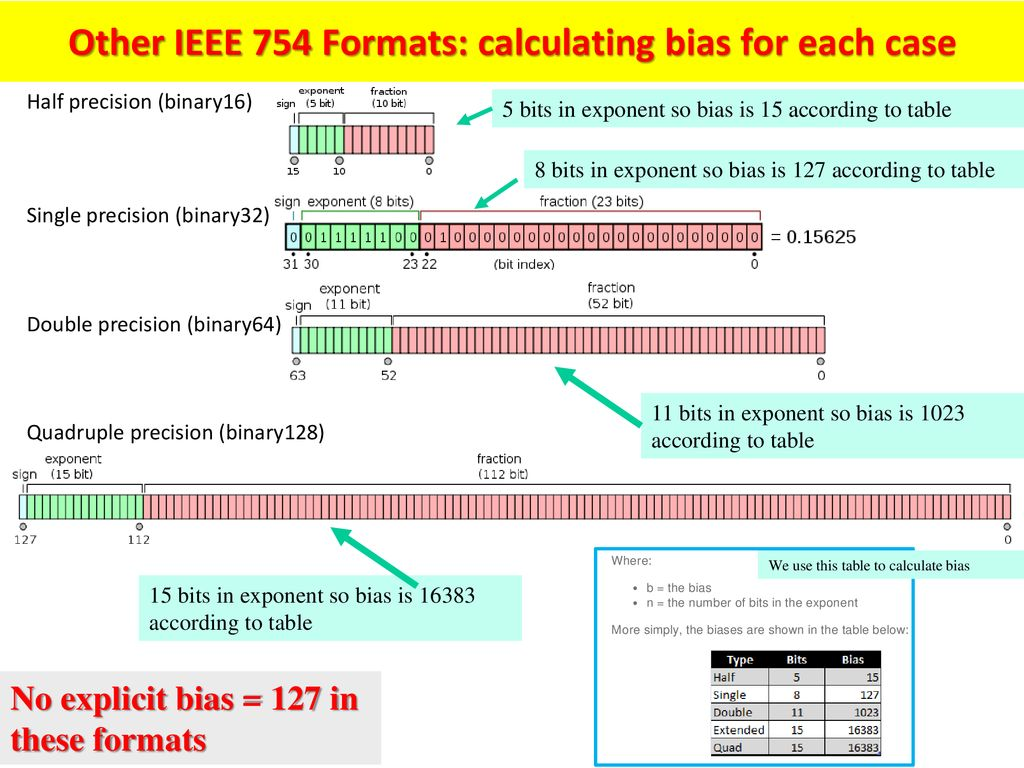 Other IEEE 754 Formats: calculating bias for each case
Half precision (binary16)
exponent
fraction
sign (5 bit)
(10 bit)
15 10 0
5 bits in exponent so bias is 15 according to table
8 bits in exponent so bias is 127 according to table
Single precision (binary32)
sign exponent (8 bits) fraction (23 bits)
0 0 1 1 1 1 1 0 0 0 1 0 0 0 0 0 0 0 0 0 0 0 0 0 0 0 0 0 0 0 0 0 = 0.15625
31 30 23 22 (bit index) 0
exponent
fraction
sign (11 bit)
(52 bit)
Double precision (binary64)
63 52 0
11 bits in exponent so bias is 1023
according to table
Quadruple precision (binary128)
exponent
fraction
sign (15 bit)
(112 bit)
127 112 0
15 bits in exponent so bias is 16383
according to table
Where:
We use this table to calculate bias
• b = the bias
• n = the number of bits in the exponent
More simply, the biases are shown in the table below:
Type Bits Bias
Half 5 15
Single 8 127
Double 11 1023
Extended 15 16383
Quad 15 16383
No explicit bias = 127 in
these formats